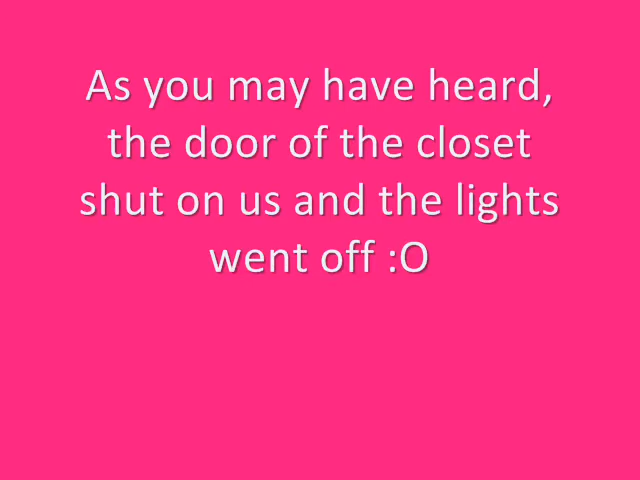 As you may have heard,
the door of the closet
shut on us and the lights
went off :O